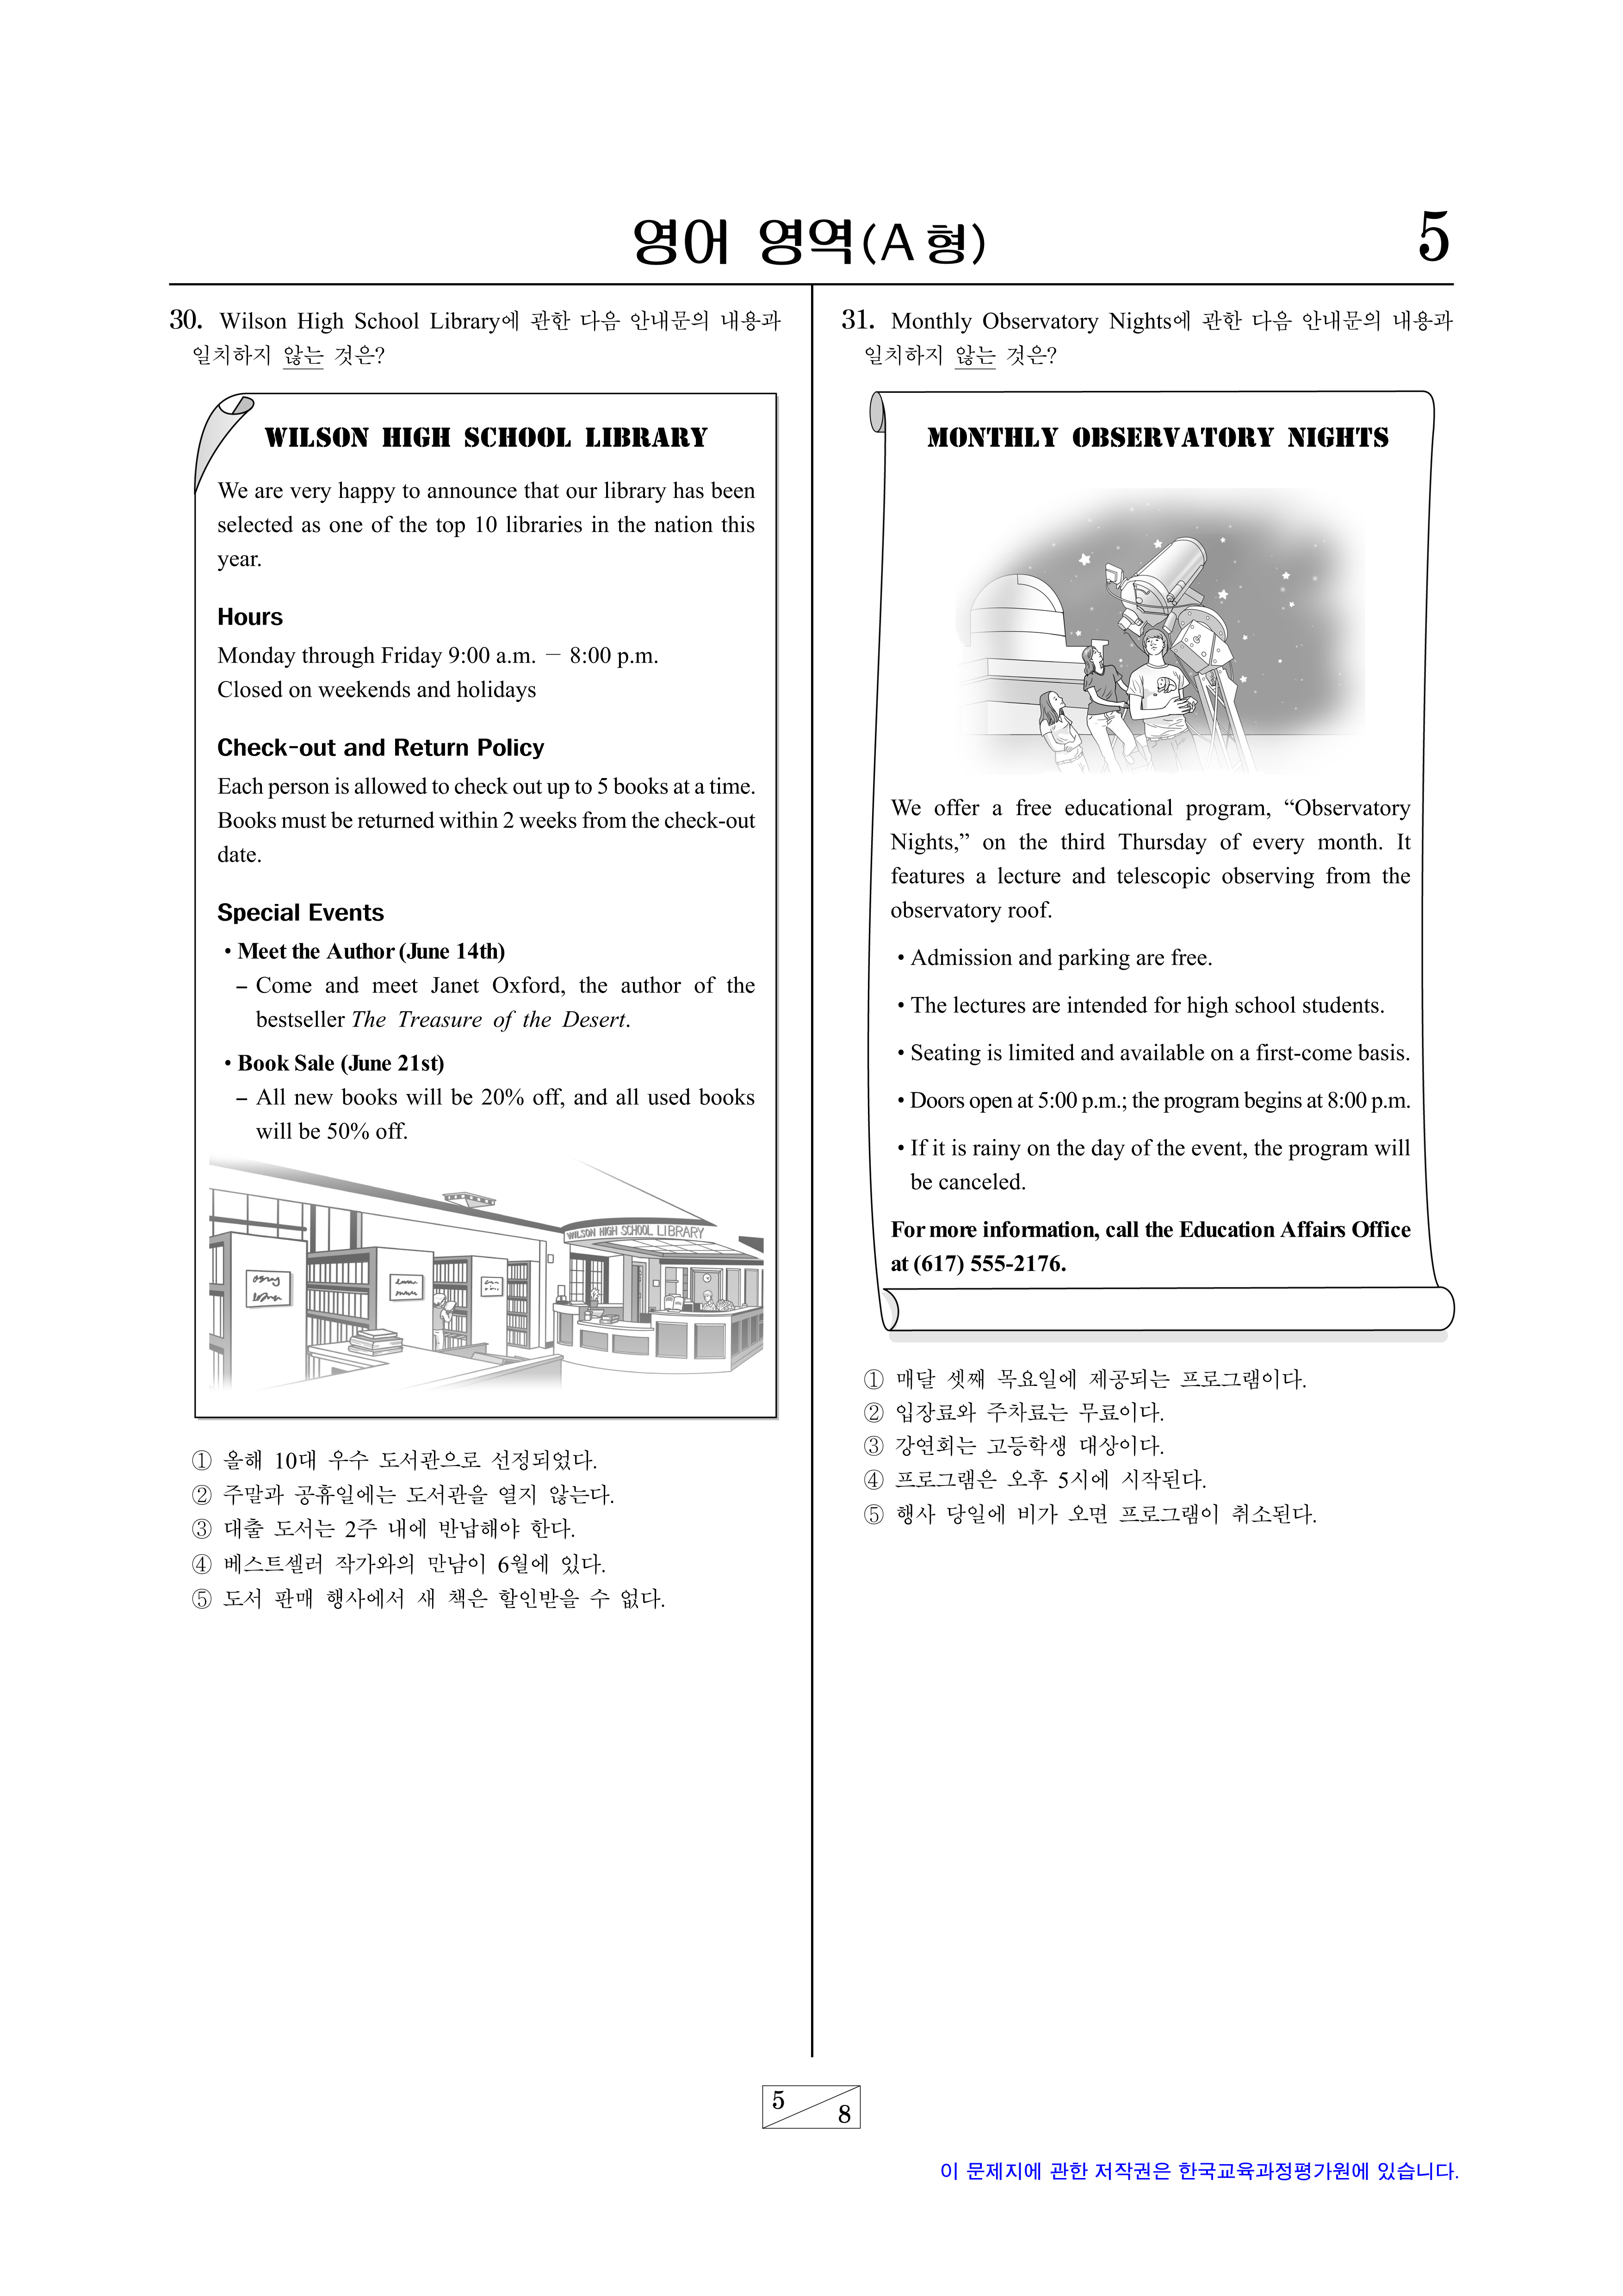 영어 영역(A형)
5
30. Wilson High School Library에 관한 다음 안내문의 내용과
일치하지 않는 것은?
WILSON HIGH SCHOOL LIBRARY
We are very happy to announce that our library has been
selected as one of the top 10 libraries in the nation this
year.
Hours
Monday through Friday 9:00 a.m. － 8:00 p.m.
Closed on weekends and holidays
Check-out and Return Policy
Each person is allowed to check out up to 5 books at a time.
Books must be returned within 2 weeks from the check-out
date.
Special Events
• Meet the Author (June 14th)
– Come and meet Janet Oxford, the author of the
bestseller The Treasure of the Desert.
• Book Sale (June 21st)
– All new books will be 20% off, and all used books
will be 50% off.
WILSON HIGH SCHOOL LIBRARY
① 올해 10대 우수 도서관으로 선정되었다.
② 주말과 공휴일에는 도서관을 열지 않는다.
③ 대출 도서는 2주 내에 반납해야 한다.
④ 베스트셀러 작가와의 만남이 6월에 있다.
⑤ 도서 판매 행사에서 새 책은 할인받을 수 없다.
31. Monthly Observatory Nights에 관한 다음 안내문의 내용과
일치하지 않는 것은?
MONTHLY OBSERVATORY NIGHTS
We offer a free educational program, “Observatory
Nights,” on the third Thursday of every month. It
features a lecture and telescopic observing from the
observatory roof.
• Admission and parking are free.
• The lectures are intended for high school students.
• Seating is limited and available on a first-come basis.
• Doors open at 5:00 p.m.; the program begins at 8:00 p.m.
• If it is rainy on the day of the event, the program will
be canceled.
For more information, call the Education Affairs Office
at (617) 555-2176.
① 매달 셋째 목요일에 제공되는 프로그램이다.
② 입장료와 주차료는 무료이다.
③ 강연회는 고등학생 대상이다.
④ 프로그램은 오후 5시에 시작된다.
⑤ 행사 당일에 비가 오면 프로그램이 취소된다.
5
8
이 문제지에 관한 저작권은 한국교육과정평가원에 있습니다.